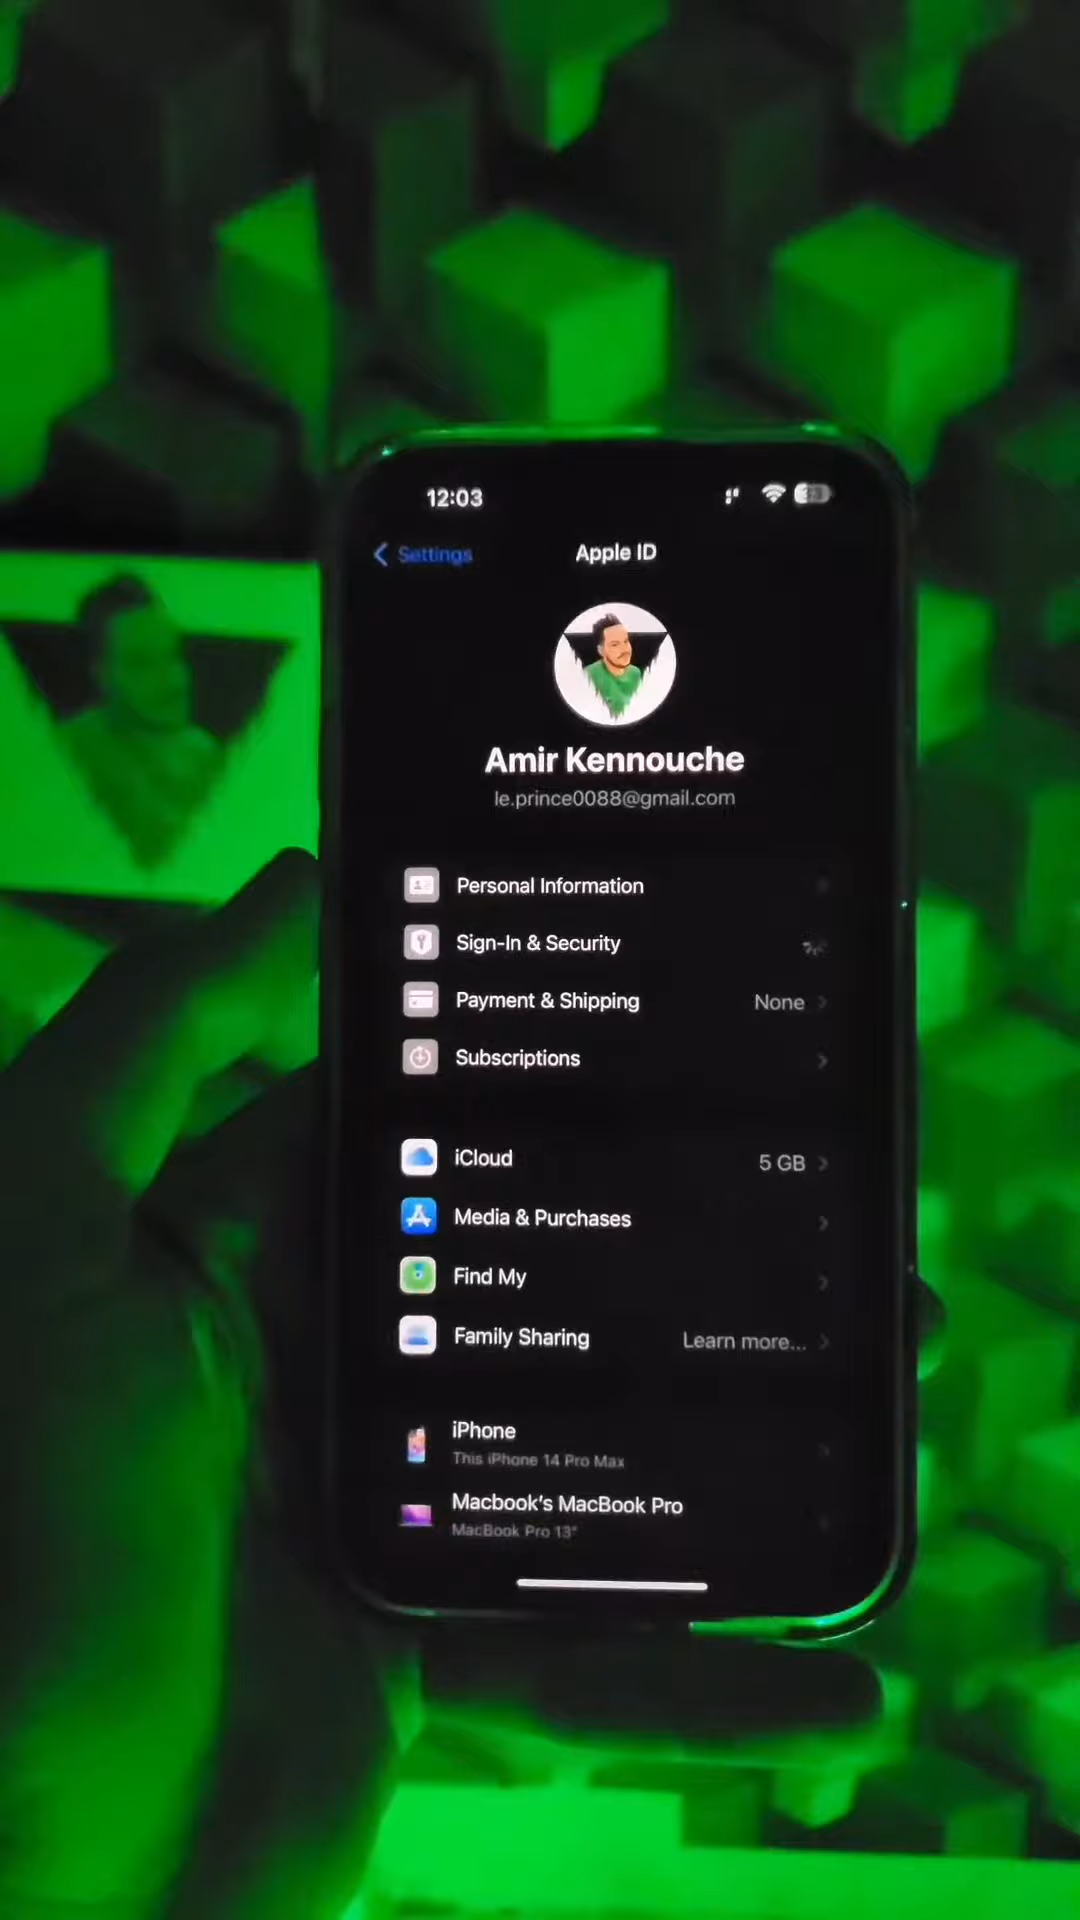 12:03
Settings
Apple ID
Amir Kennouche
le.prince0088@gmail.com
Personal Information
Sign-In & Security
Payment & Shipping None
Subscriptions
iCloud 5 GB
Media & Purchases
Find My
Family Sharing Learn more...
iPhone
This iPhone 14 Pro Max
Macbook's MacBook Pro
MacBook Pro 13"